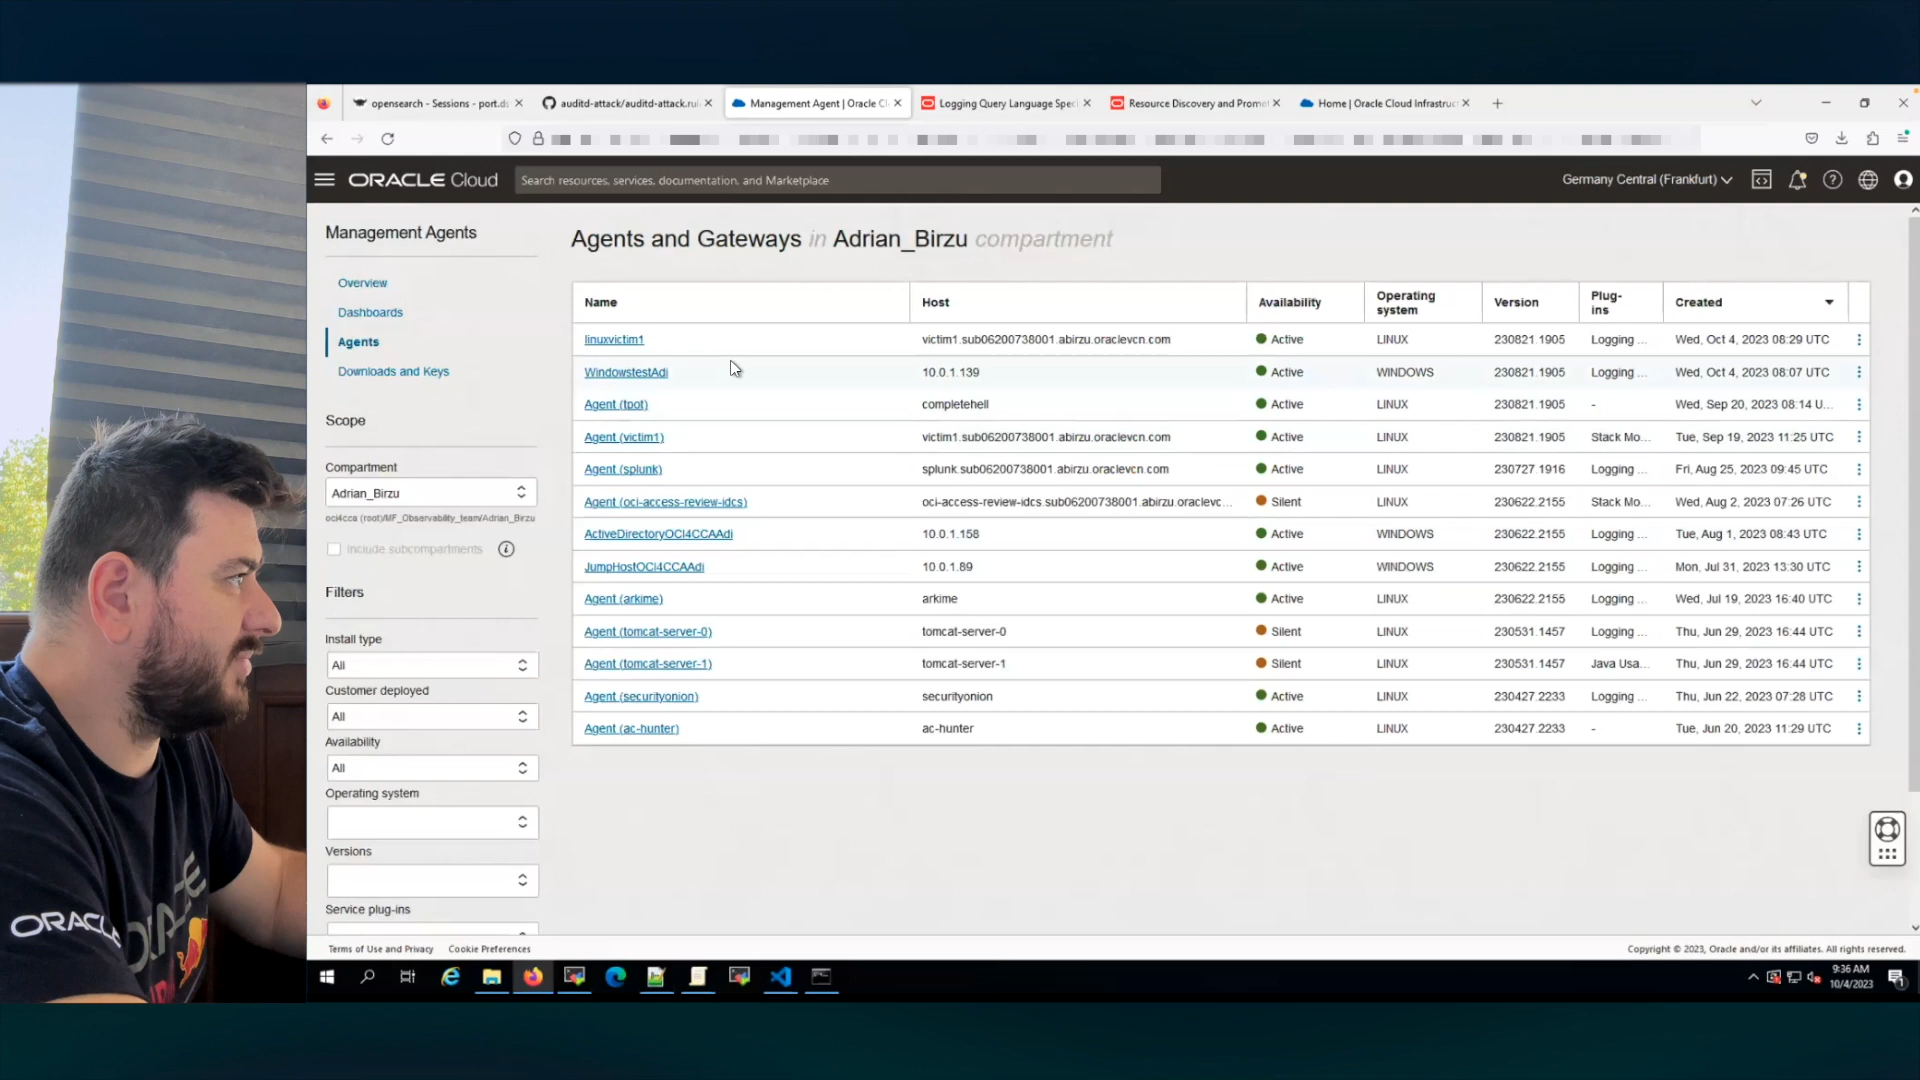 opensearch - Sessions - port.ds
auditd-attack/auditd-attack.rul
Management Agent | Oracle Cl
Logging Query Language Speci
Resource Discovery and Promot
Home | Oracle Cloud Infrastruc
ORACLE Cloud
Search resources, services, documentation, and Marketplace
Germany Central (Frankfurt)
Management Agents
Overview
Dashboards
Agents
Downloads and Keys
Scope
Compartment
Adrian_Birzu
oci4cca (root)/MF_Observability_team/Adrian_Birzu
Include subcompartments
Filters
Install type
All
Customer deployed
All
Availability
All
Operating system
Versions
Service plug-ins
Agents and Gateways in Adrian_Birzu compartment
Name Host Availability Operating system Version Plug-ins Created
linuxvictim1 victim1.sub06200738001.abirzu.oraclevcn.com Active LINUX 230821.1905 Logging ... Wed, Oct 4, 2023 08:29 UTC
WindowstestAdi 10.0.1.139 Active WINDOWS 230821.1905 Logging ... Wed, Oct 4, 2023 08:07 UTC
Agent (tpot) completehell Active LINUX 230821.1905 - Wed, Sep 20, 2023 08:14 U...
Agent (victim1) victim1.sub06200738001.abirzu.oraclevcn.com Active LINUX 230821.1905 Stack Mo... Tue, Sep 19, 2023 11:25 UTC
Agent (splunk) splunk.sub06200738001.abirzu.oraclevcn.com Active LINUX 230727.1916 Logging ... Fri, Aug 25, 2023 09:45 UTC
Agent (oci-access-review-idcs) oci-access-review-idcs.sub06200738001.abirzu.oraclevc... Silent LINUX 230622.2155 Stack Mo... Wed, Aug 2, 2023 07:26 UTC
ActiveDirectoryOCI4CCAAdi 10.0.1.158 Active WINDOWS 230622.2155 Logging ... Tue, Aug 1, 2023 08:43 UTC
JumpHostOCI4CCAAdi 10.0.1.89 Active WINDOWS 230622.2155 Logging ... Mon, Jul 31, 2023 13:30 UTC
Agent (arkime) arkime Active LINUX 230622.2155 Logging ... Wed, Jul 19, 2023 16:40 UTC
Agent (tomcat-server-0) tomcat-server-0 Silent LINUX 230531.1457 Logging ... Thu, Jun 29, 2023 16:44 UTC
Agent (tomcat-server-1) tomcat-server-1 Silent LINUX 230531.1457 Java Usa... Thu, Jun 29, 2023 16:44 UTC
Agent (securityonion) securityonion Active LINUX 230427.2233 Logging ... Thu, Jun 22, 2023 07:28 UTC
Agent (ac-hunter) ac-hunter Active LINUX 230427.2233 - Tue, Jun 20, 2023 11:29 UTC
Terms of Use and Privacy Cookie Preferences
Copyright © 2023, Oracle and/or its affiliates. All rights reserved.
9:36 AM
10/4/2023
1
ORACL